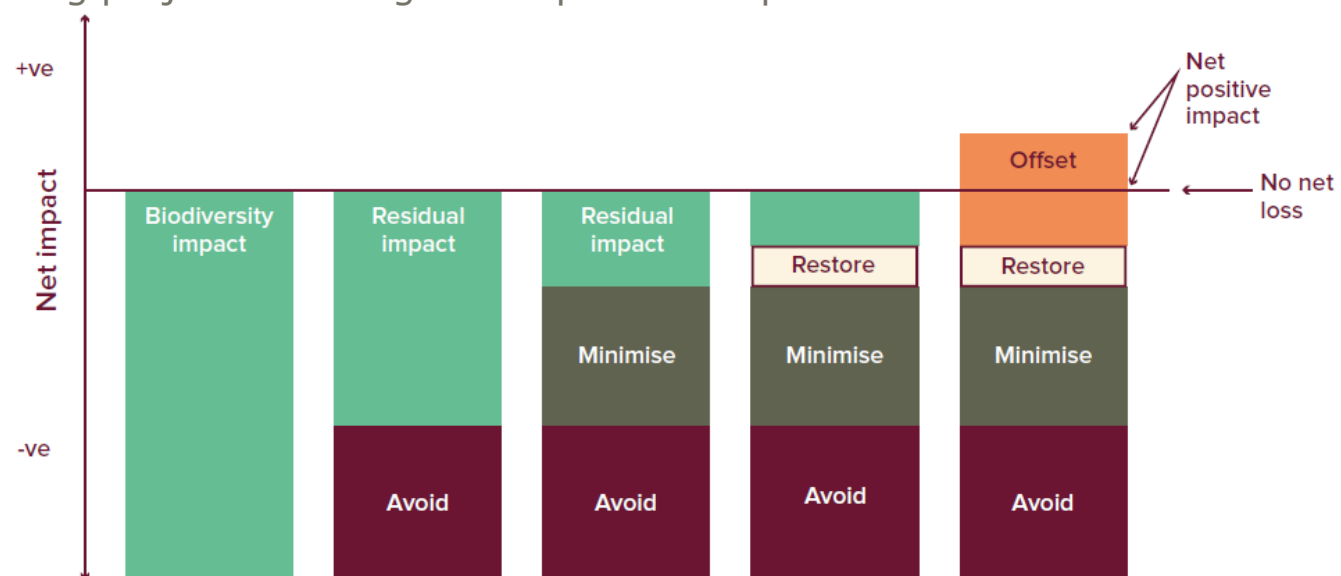 +ve
Net
positive
impact
Offset
No net
loss
Net impact
Biodiversity
impact
Residual
impact
Residual
impact
Restore
Restore
Minimise
Minimise
Minimise
-ve
Avoid
Avoid
Avoid
Avoid